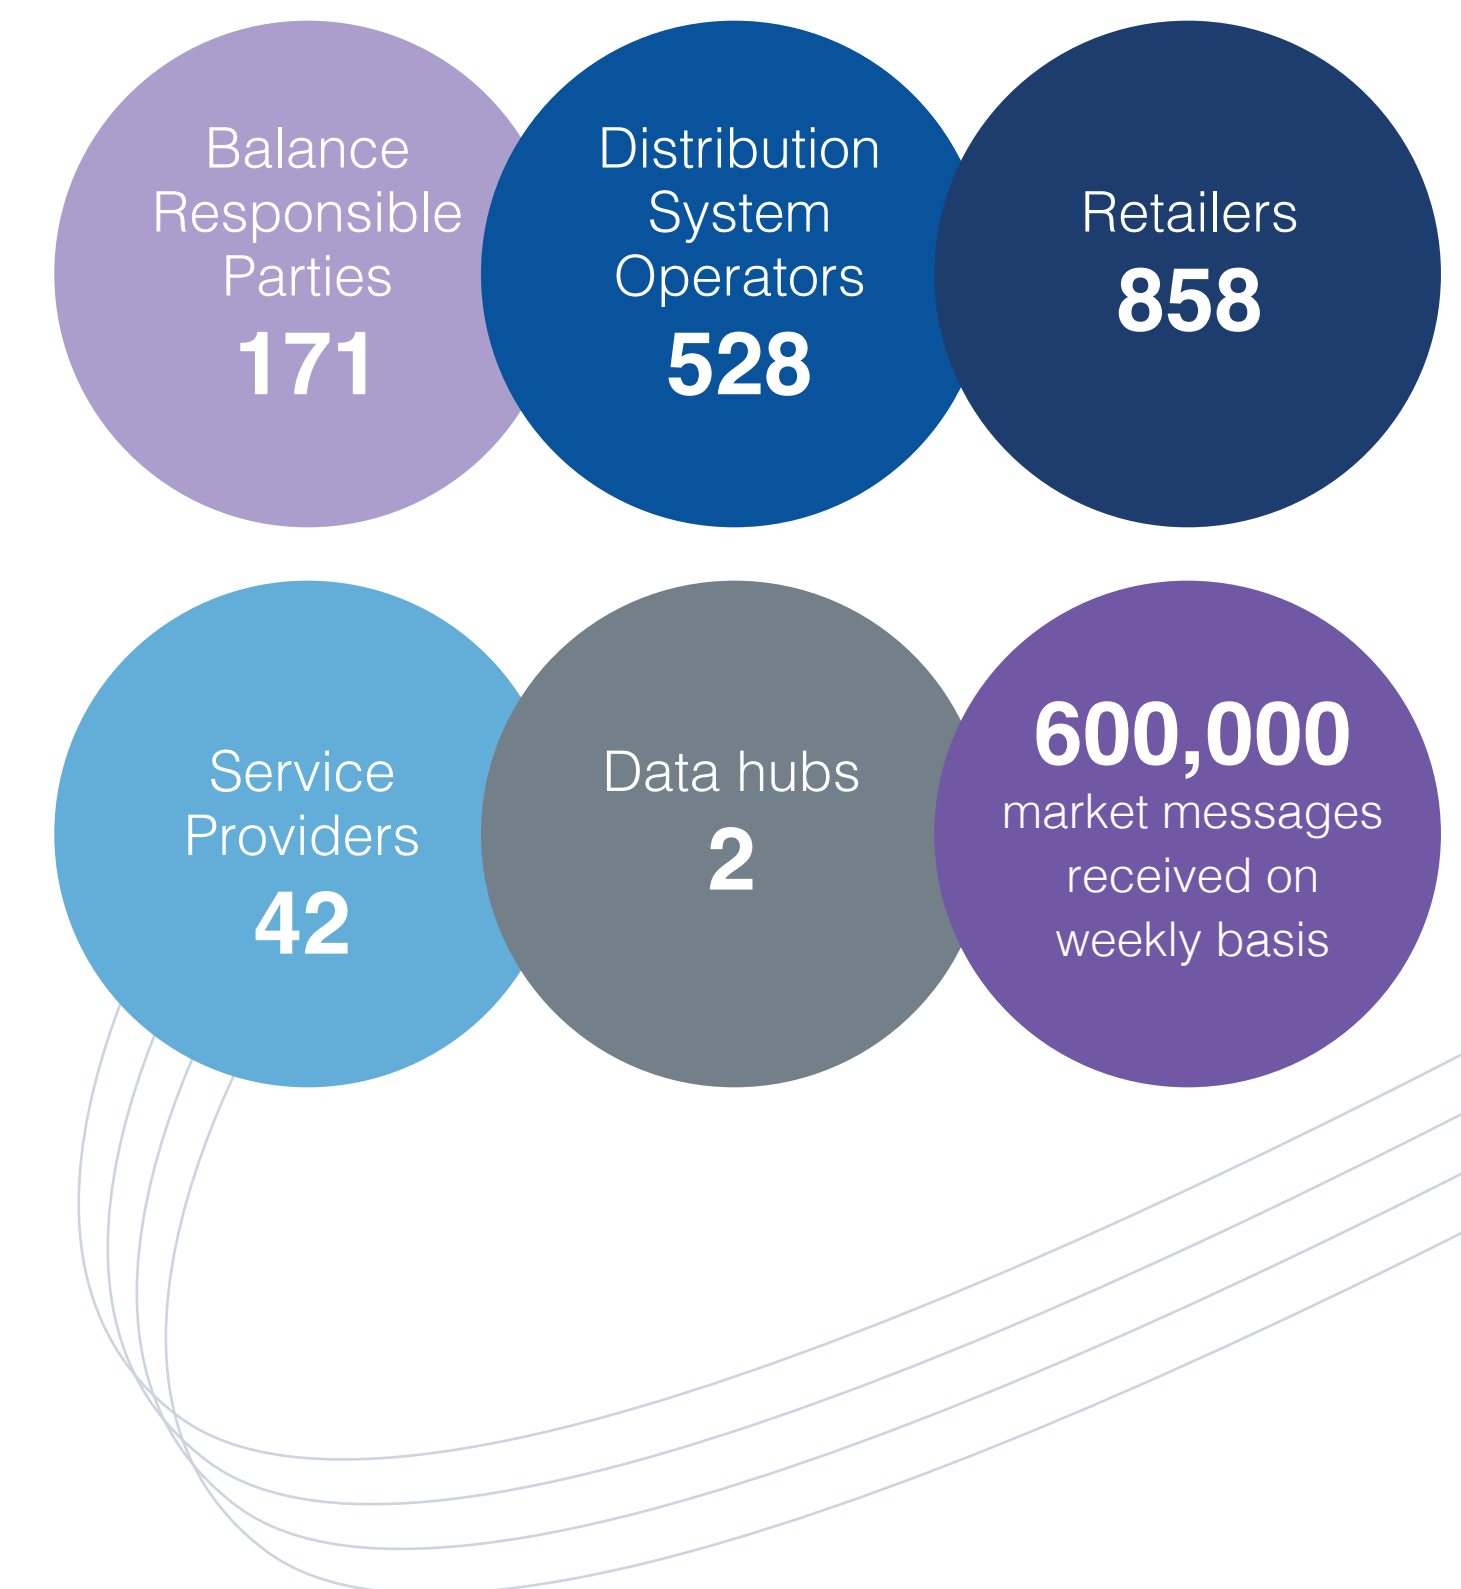 Balance
Responsible
Parties
171
Distribution
System
Operators
528
Retailers
858
Service
Providers
42
Data hubs
2
600,000
market messages
received on
weekly basis